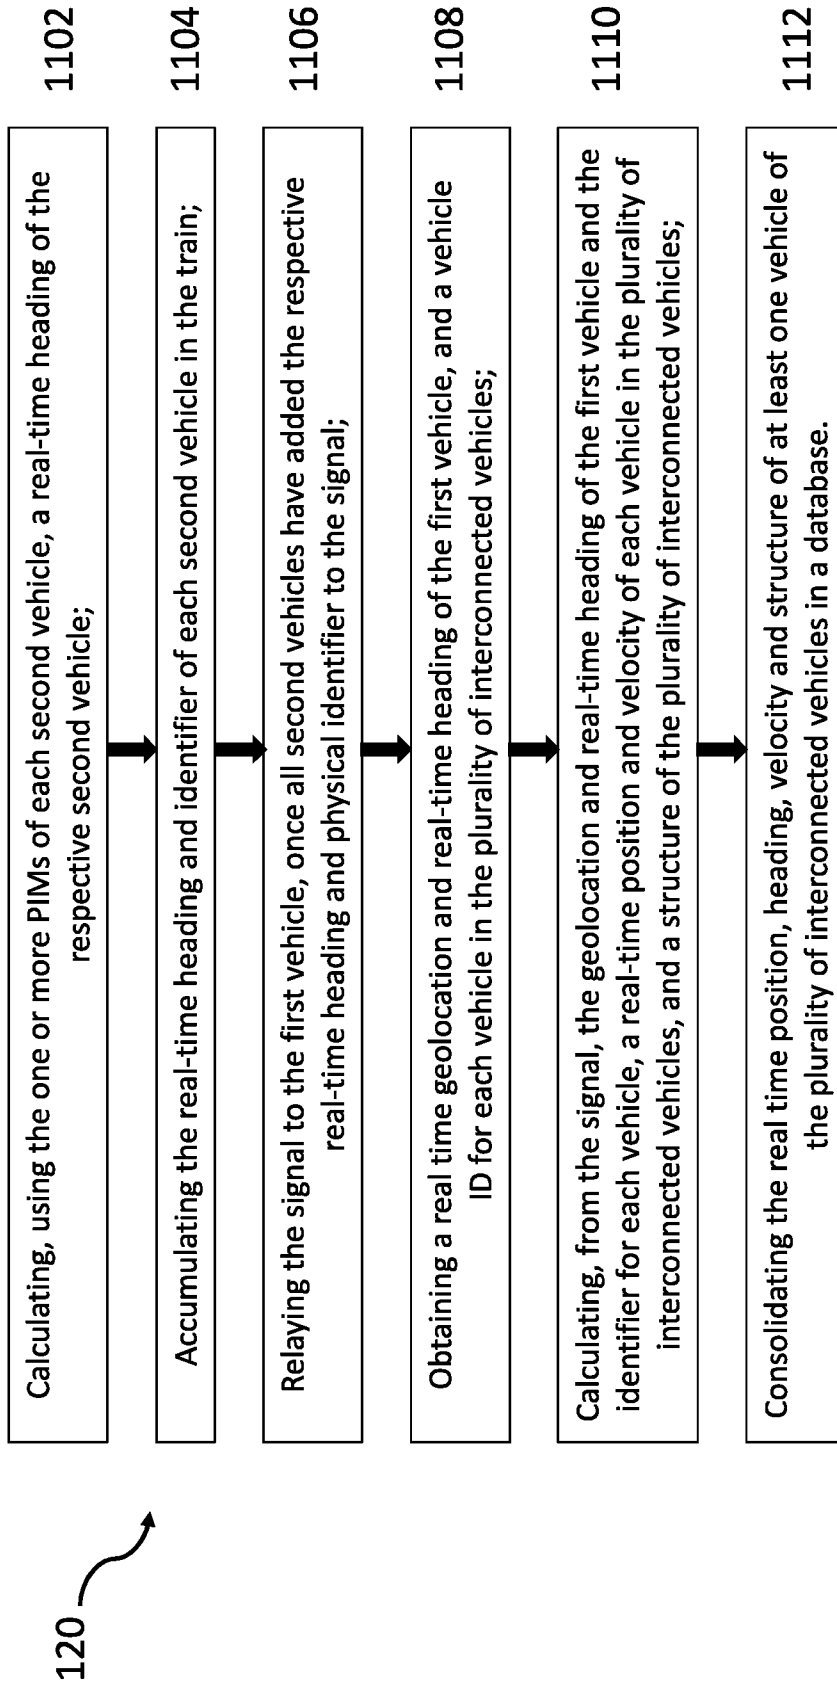 120
Calculating, using the one or more PIMs of each second vehicle, a real-time heading of the
respective second vehicle;
1102
Accumulating the real-time heading and identifier of each second vehicle in the train;
1104
Relaying the signal to the first vehicle, once all second vehicles have added the respective
real-time heading and physical identifier to the signal;
1106
Obtaining a real time geolocation and real-time heading of the first vehicle, and a vehicle
ID for each vehicle in the plurality of interconnected vehicles;
1108
Calculating, from the signal, the geolocation and real-time heading of the first vehicle and the
identifier for each vehicle, a real-time position and velocity of each vehicle in the plurality of
interconnected vehicles, and a structure of the plurality of interconnected vehicles;
1110
Consolidating the real time position, heading, velocity and structure of at least one vehicle of
the plurality of interconnected vehicles in a database.
1112